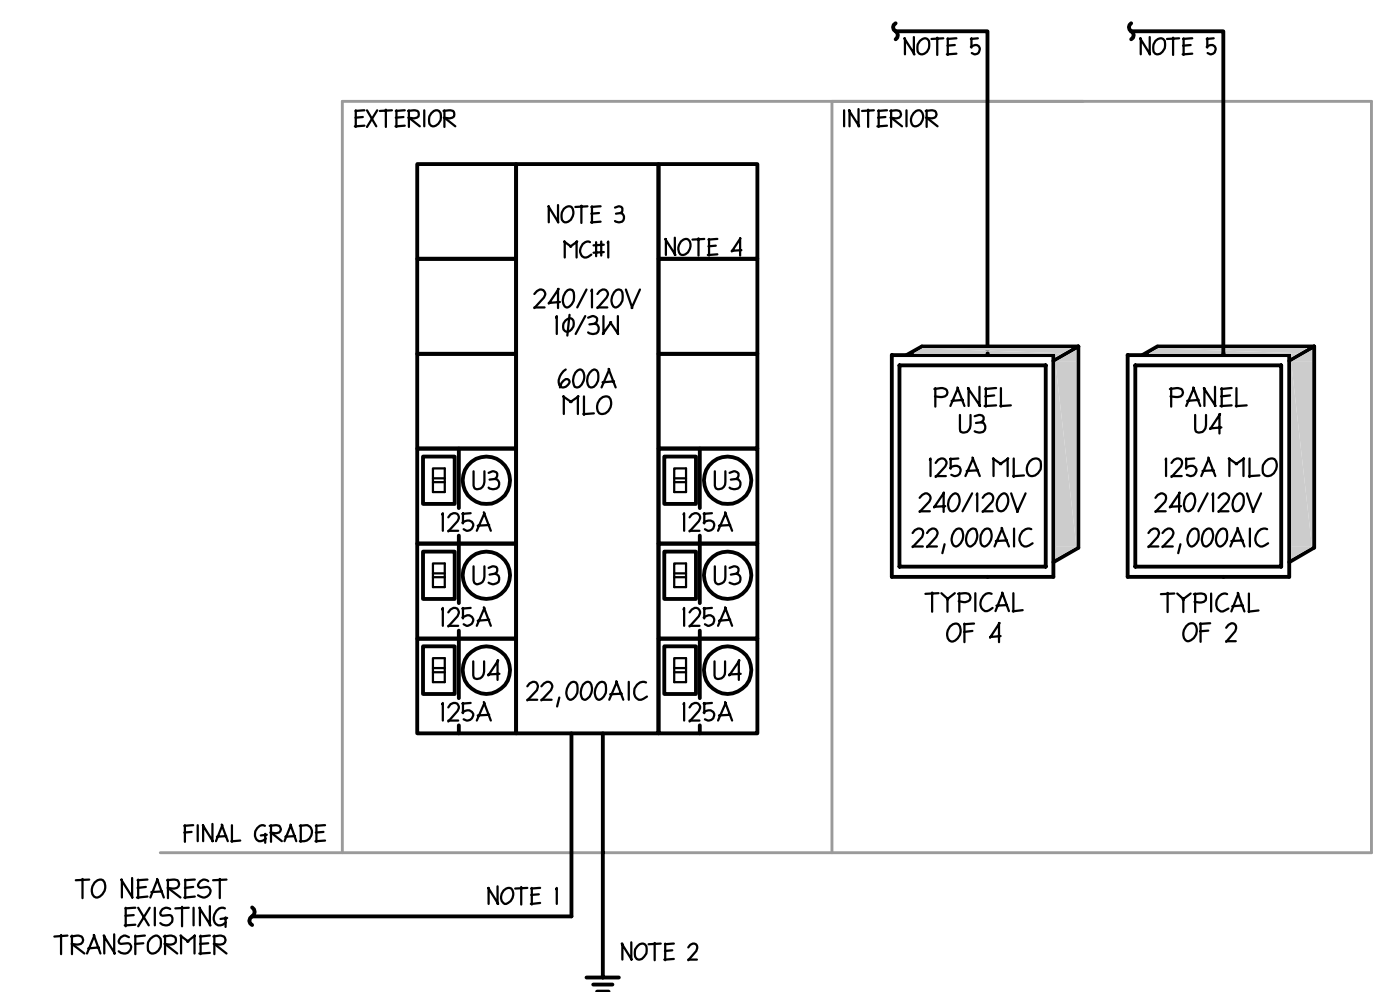 NOTE 5
NOTE 5
EXTERIOR
INTERIOR
NOTE 3
MC#1
NOTE 4
240/120V
1ϕ/3W
600A
MLO
U3
125A
U3
125A
U3
125A
U3
125A
U4
125A
U4
125A
22,000AIC
PANEL
U3
125A MLO
240/120V
22,000AIC
TYPICAL
OF 4
PANEL
U4
125A MLO
240/120V
22,000AIC
TYPICAL
OF 2
FINAL GRADE
TO NEAREST
EXISTING
TRANSFORMER
NOTE 1
NOTE 2